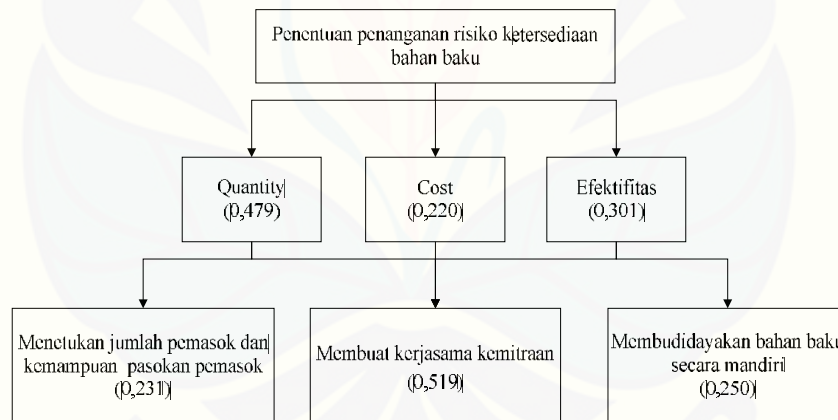 Penentuan penanganan risiko ketersediaan
bahan baku
Quantity
(0,479)
Cost
(0,220)
Efektifitas
(0,301)
Menetukan jumlah pemasok dan
kemampuan pasokan pemasok
(0,231)
Membuat kerjasama kemitraan
(0,519)
Membudidayakan bahan baku
secara mandiri
(0,250)